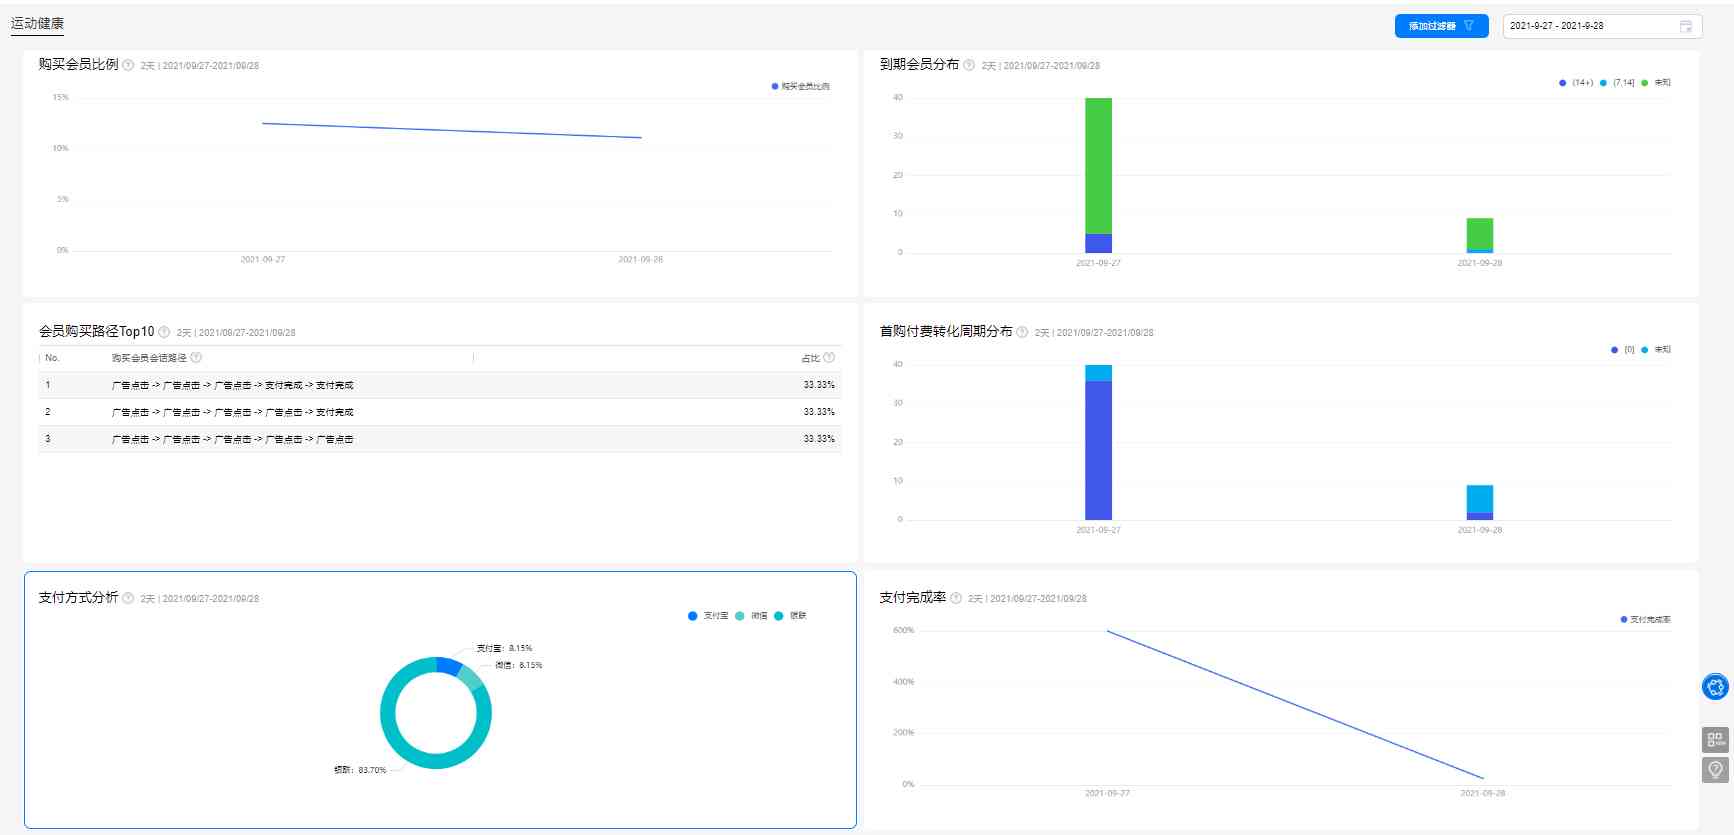 运动健康
添加过滤器
2021-9-27 - 2021-9-28
购买会员比例 2天 | 2021/09/27-2021/09/28
购买会员比例
15%
10%
5%
0%
2021-09-27
2021-09-28
到期会员分布 2天 | 2021/09/27-2021/09/28
(14+) (7,14] 未知
40
30
20
10
0
2021-09-27
2021-09-28
会员购买路径Top10 2天 | 2021/09/27-2021/09/28
No. 购买会员会话路径 占比
1 广告点击 -> 广告点击 -> 广告点击 -> 支付完成 -> 支付完成 33.33%
2 广告点击 -> 广告点击 -> 广告点击 -> 广告点击 -> 支付完成 33.33%
3 广告点击 -> 广告点击 -> 广告点击 -> 广告点击 -> 广告点击 33.33%
首购付费转化周期分布 2天 | 2021/09/27-2021/09/28
[0] 未知
40
30
20
10
0
2021-09-27
2021-09-28
支付方式分析 2天 | 2021/09/27-2021/09/28
支付宝 微信 银联
支付宝: 8.15%
微信: 8.15%
银联: 83.70%
支付完成率 2天 | 2021/09/27-2021/09/28
支付完成率
600%
400%
200%
0%
2021-09-27
2021-09-28